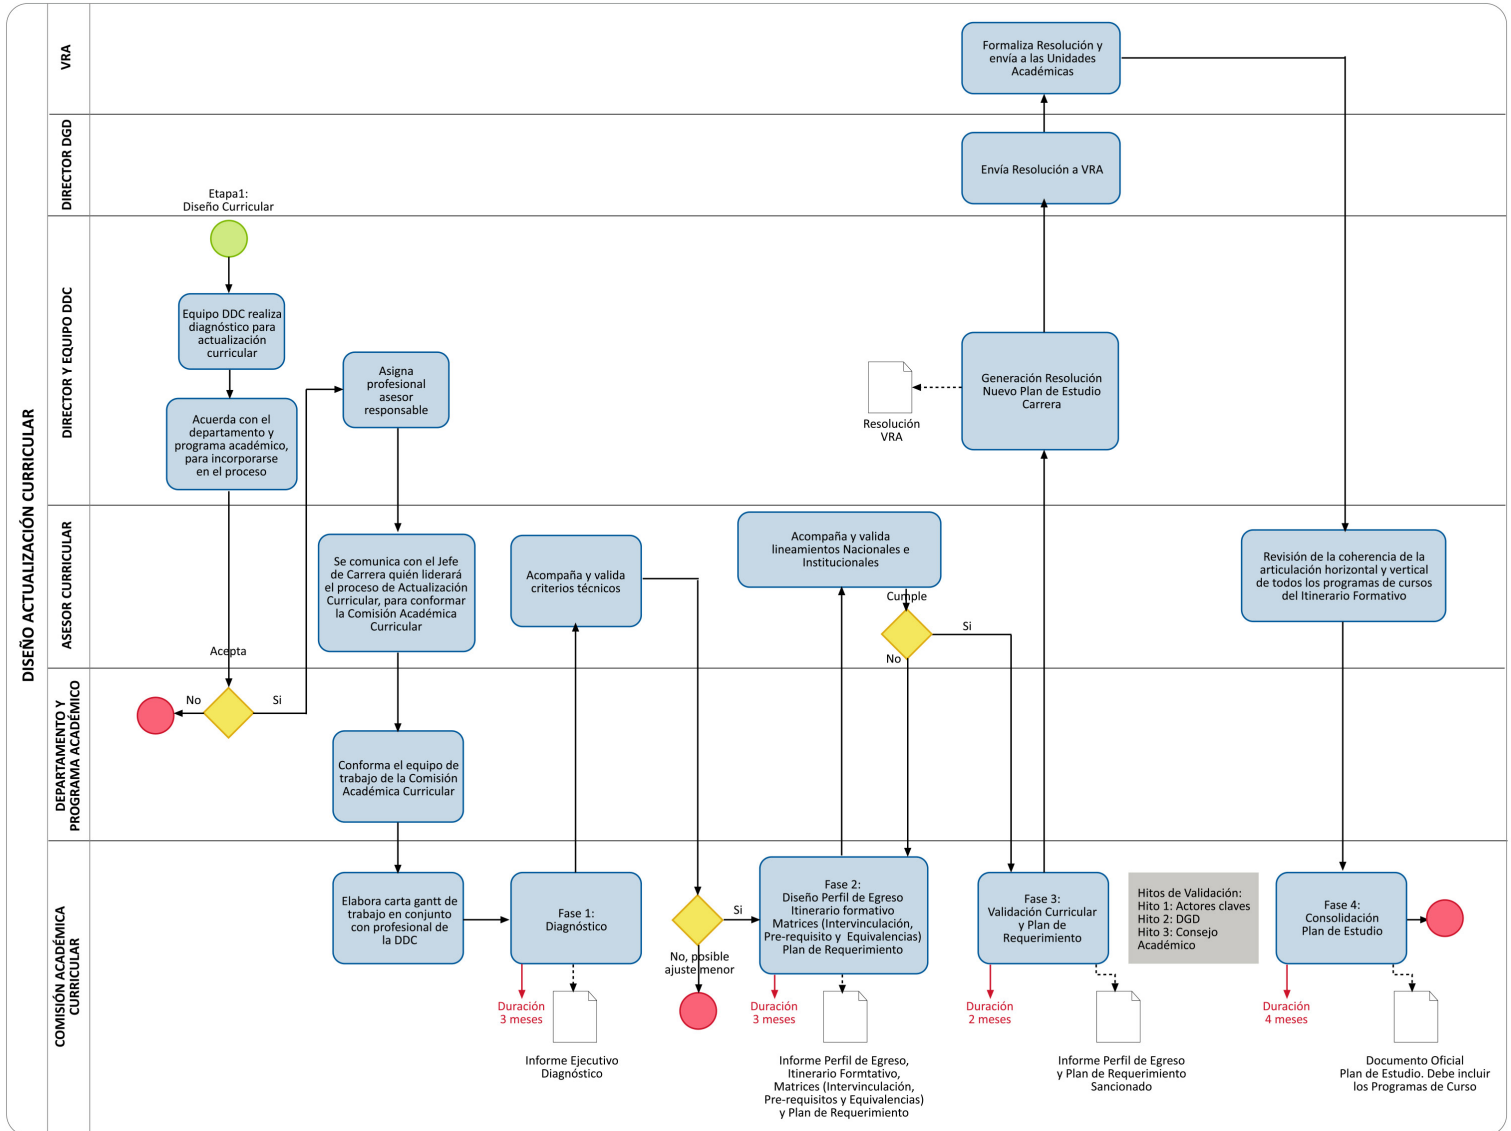 DISEÑO ACTUALIZACIÓN CURRICULAR
VRA
Formaliza Resolución y
envía a las Unidades
Académicas
DIRECTOR DGD
Envía Resolución a VRA
DIRECTOR Y EQUIPO DDC
Etapa1:
Diseño Curricular
Equipo DDC realiza
diagnóstico para
actualización
curricular
Acuerda con el
departamento y
programa académico,
para incorporarse
en el proceso
Asigna
profesional
asesor
responsable
Resolución
VRA
Generación Resolución
Nuevo Plan de Estudio
Carrera
ASESOR CURRICULAR
Acepta
Se comunica con el Jefe
de Carrera quién liderará
el proceso de Actualización
Curricular, para conformar
la Comisión Académica
Curricular
Acompaña y valida
criterios técnicos
Acompaña y valida
lineamientos Nacionales e
Institucionales
Cumple
Si
No
Revisión de la coherencia de la
articulación horizontal y vertical
de todos los programas de cursos
del Itinerario Formativo
DEPARTAMENTO Y
PROGRAMA ACADÉMICO
No
Si
Conforma el equipo de
trabajo de la Comisión
Académica Curricular
COMISIÓN ACADÉMICA
CURRICULAR
Elabora carta gantt de
trabajo en conjunto
con profesional de
la DDC
Fase 1:
Diagnóstico
Duración
3 meses
Informe Ejecutivo
Diagnóstico
Si
No, posible
ajuste menor
Fase 2:
Diseño Perfil de Egreso
Itinerario formativo
Matrices (Intervinculación,
Pre-requisito y Equivalencias)
Plan de Requerimiento
Duración
3 meses
Informe Perfil de Egreso,
Itinerario Formtativo,
Matrices (Intervinculación,
Pre-requisitos y Equivalencias)
y Plan de Requerimiento
Fase 3:
Validación Curricular
y Plan de
Requerimiento
Duración
2 meses
Informe Perfil de Egreso
y Plan de Requerimiento
Sancionado
Hitos de Validación:
Hito 1: Actores claves
Hito 2: DGD
Hito 3: Consejo
Académico
Fase 4:
Consolidación
Plan de Estudio
Duración
4 meses
Documento Oficial
Plan de Estudio. Debe incluir
los Programas de Curso